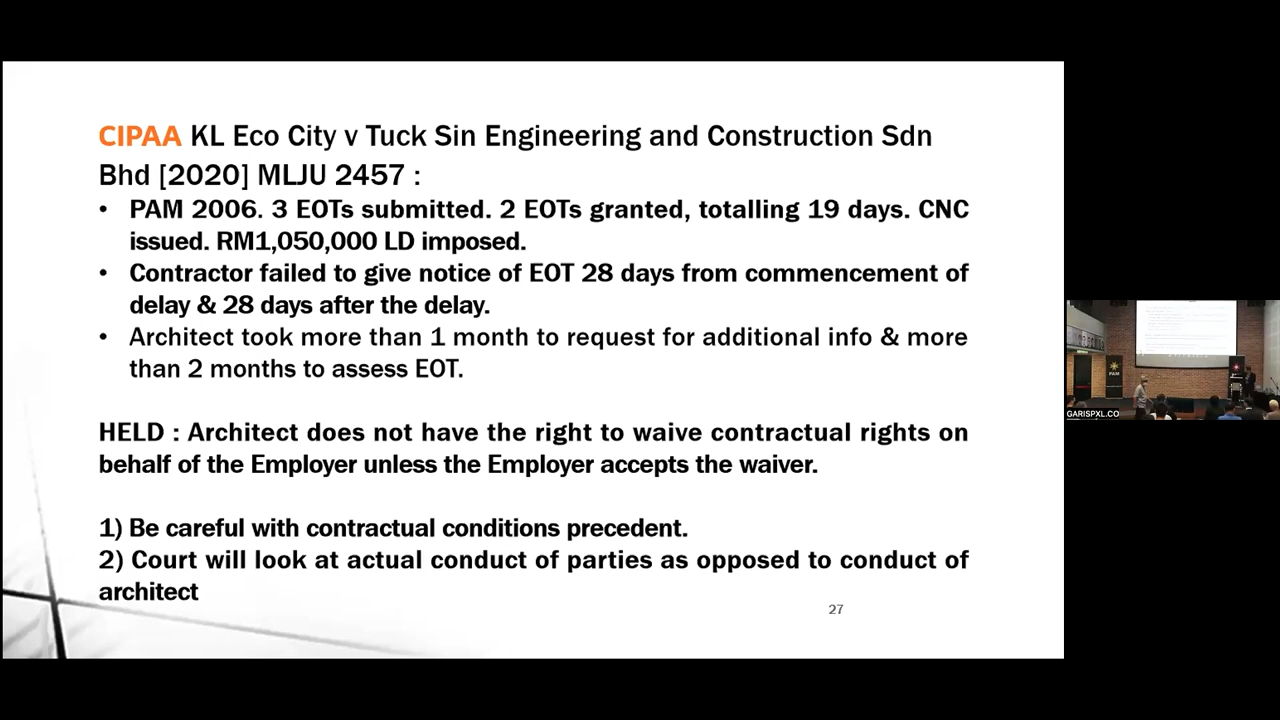 CIPAA KL Eco City v Tuck Sin Engineering and Construction Sdn
Bhd [2020] MLJU 2457 :
• PAM 2006. 3 EOTs submitted. 2 EOTs granted, totalling 19 days. CNC
issued. RM1,050,000 LD imposed.
• Contractor failed to give notice of EOT 28 days from commencement of
delay & 28 days after the delay.
• Architect took more than 1 month to request for additional info & more
than 2 months to assess EOT.
HELD : Architect does not have the right to waive contractual rights on
behalf of the Employer unless the Employer accepts the waiver.
1) Be careful with contractual conditions precedent.
2) Court will look at actual conduct of parties as opposed to conduct of
architect
27
PAM
GARISPXL.CO